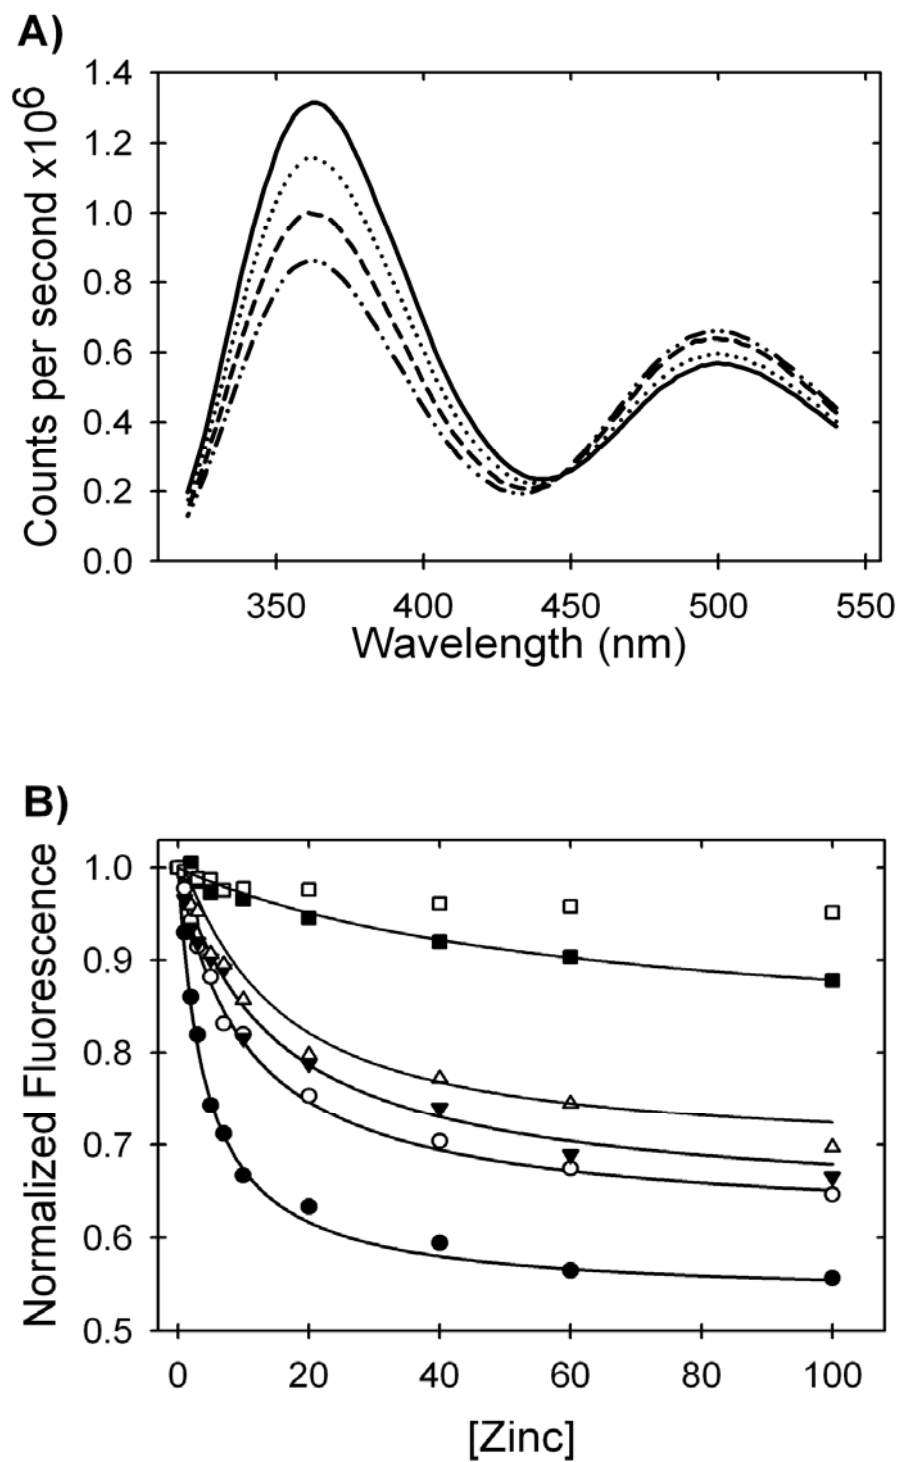 A)
Counts per second x10⁶
1.4
1.2
1.0
0.8
0.6
0.4
0.2
0.0
350 400 450 500 550
Wavelength (nm)
B)
Normalized Fluorescence
1.0
0.9
0.8
0.7
0.6
0.5
0 20 40 60 80 100
[Zinc]